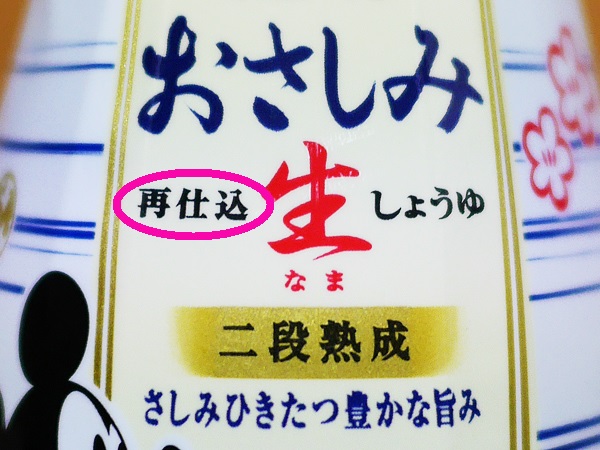 おさしみ
再仕込 生 しょうゆ
なま
二段熟成
さしみひきたつ豊かな旨み